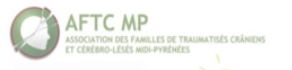 AFTC MP
ASSOCIATION DES FAMILLES DE TRAUMATISÉS CRÂNIENS
ET CÉRÉBRO-LÉSÉS MIDI-PYRÉNÉES